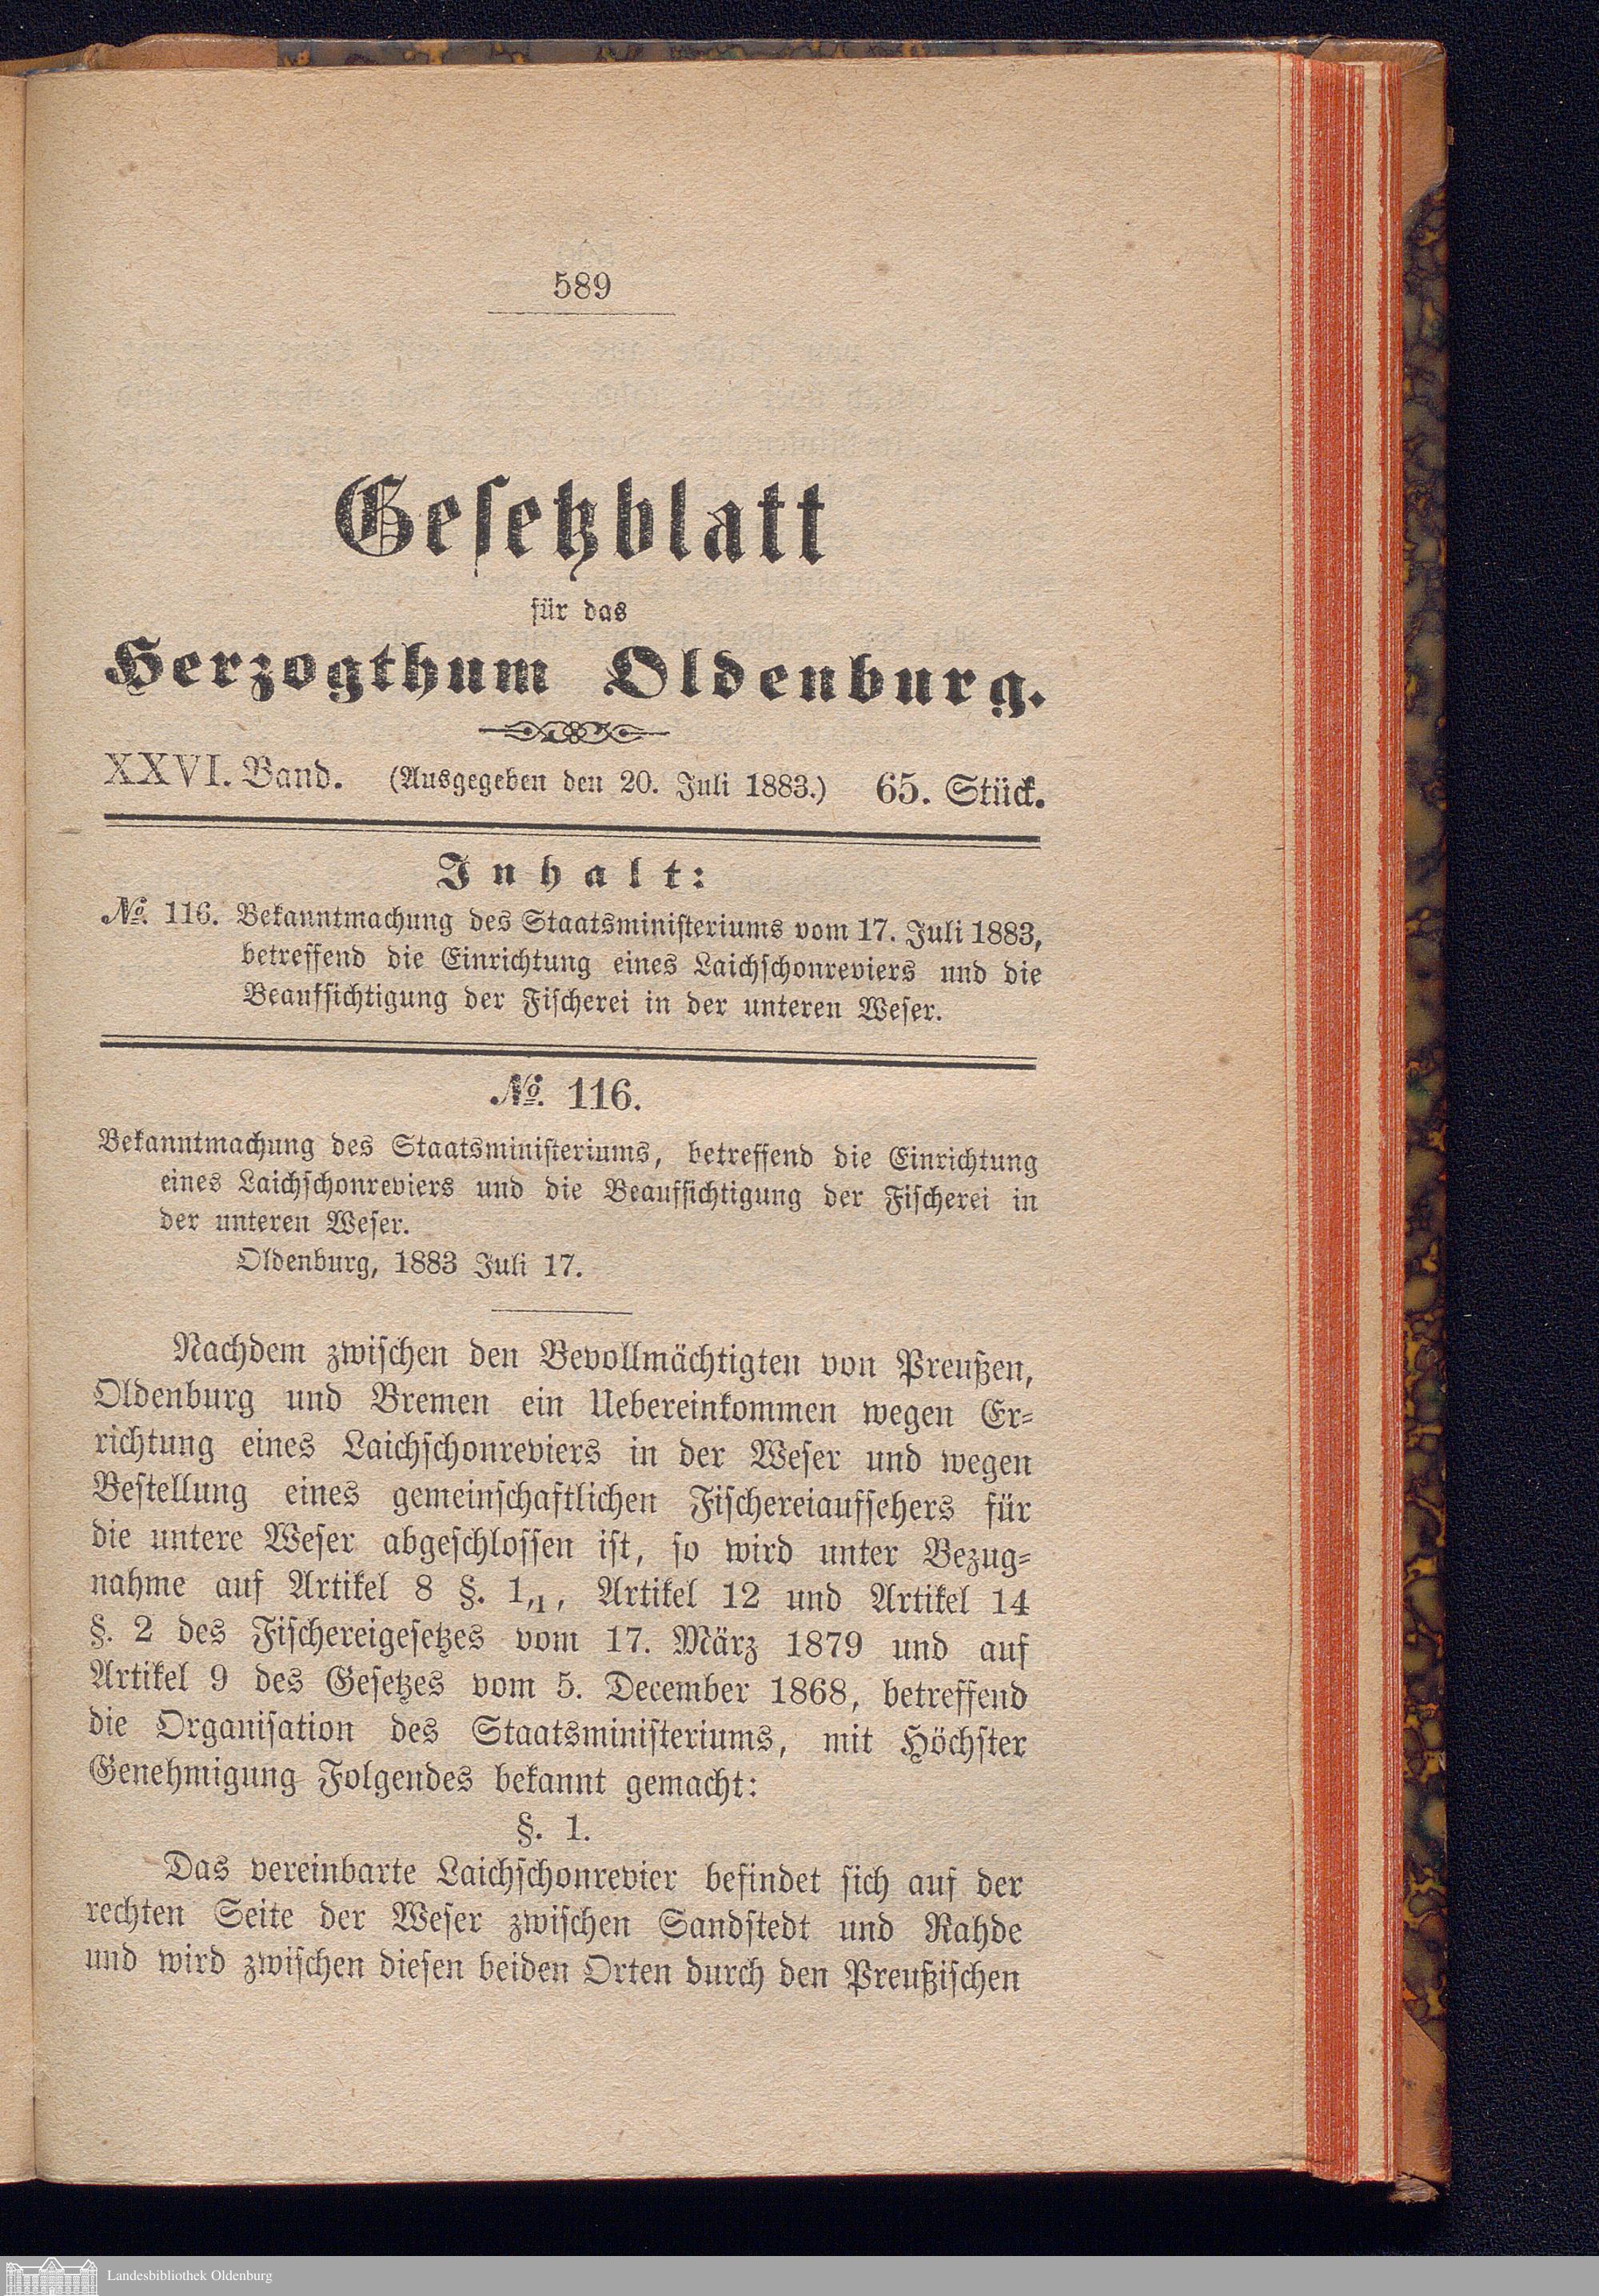 589
Gesetzblatt
für das
Herzogthum Oldenburg.
XXVI. Band. (Ausgegeben den 20. Juli 1883.) 65. Stück.
Inhalt:
№. 116. Bekanntmachung des Staatsministeriums vom 17. Juli 1883,
betreffend die Einrichtung eines Laichschonreviers und die
Beaufsichtigung der Fischerei in der unteren Weser.
№. 116.
Bekanntmachung des Staatsministeriums, betreffend die Einrichtung
eines Laichschonreviers und die Beaufsichtigung der Fischerei in
der unteren Weser.
Oldenburg, 1883 Juli 17.
Nachdem zwischen den Bevollmächtigten von Preußen,
Oldenburg und Bremen ein Uebereinkommen wegen Er-
richtung eines Laichschonreviers in der Weser und wegen
Bestellung eines gemeinschaftlichen Fischereiaufsehers für
die untere Weser abgeschlossen ist, so wird unter Bezug-
nahme auf Artikel 8 §. 1,,1, Artikel 12 und Artikel 14
§. 2 des Fischereigesetzes vom 17. März 1879 und auf
Artikel 9 des Gesetzes vom 5. December 1868, betreffend
die Organisation des Staatsministeriums, mit Höchster
Genehmigung Folgendes bekannt gemacht:
§. 1.
Das vereinbarte Laichschonrevier befindet sich auf der
rechten Seite der Weser zwischen Sandstedt und Rahde
und wird zwischen diesen beiden Orten durch den Preußischen
Landesbibliothek Oldenburg